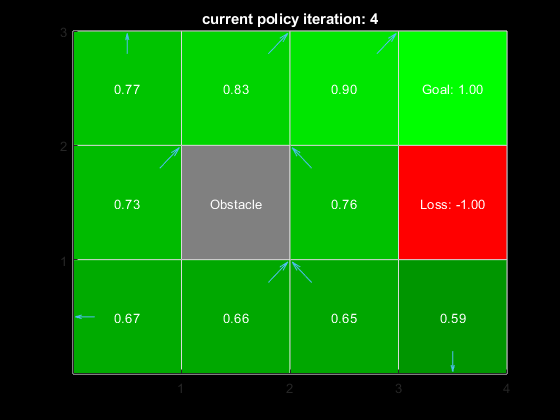 current policy iteration: 4
3
0.77 0.83 0.90 Goal: 1.00
2
0.73 Obstacle 0.76 Loss: -1.00
1
0.67 0.66 0.65 0.59
1 2 3 4